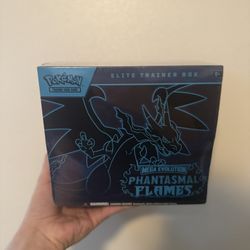 Pokémon
TRADING CARD GAME
ELITE TRAINER BOX
MEGA EVOLUTION
PHANTASMAL
FLAMES